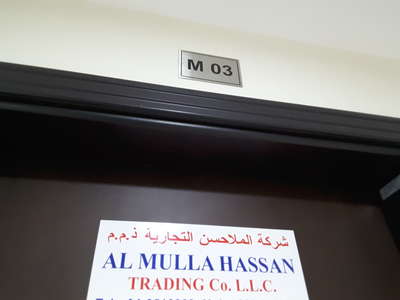 M 03
شركة الملاحسن التجارية ذ.م.م
AL MULLA HASSAN
TRADING Co. L.L.C.